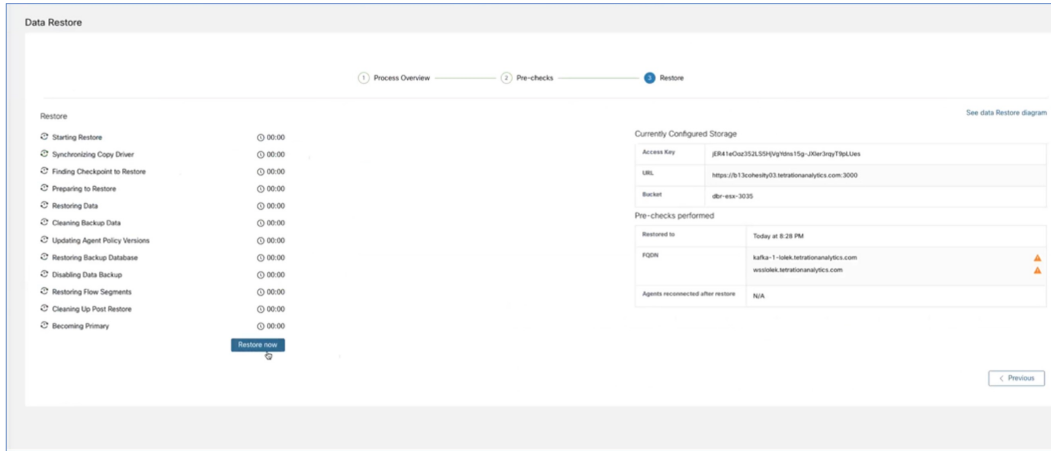 Data Restore
1 Process Overview
2 Pre-checks
3 Restore
Restore
See data Restore diagram
Starting Restore 00:00
Synchronizing Copy Driver 00:00
Finding Checkpoint to Restore 00:00
Preparing to Restore 00:00
Restoring Data 00:00
Cleaning Backup Data 00:00
Updating Agent Policy Versions 00:00
Restoring Backup Database 00:00
Disabling Data Backup 00:00
Restoring Flow Segments 00:00
Cleaning Up Post Restore 00:00
Becoming Primary 00:00
Restore now
Currently Configured Storage
Access Key
URL https://b13cohesity03.tetrationanalytics.com:3000
Bucket dbr-esx-3035
Pre-checks performed
Restored to Today at 8:28 PM
FQDN kafka-1-lolek.tetrationanalytics.com
wsslolek.tetrationanalytics.com
Agents reconnected after restore N/A
< Previous